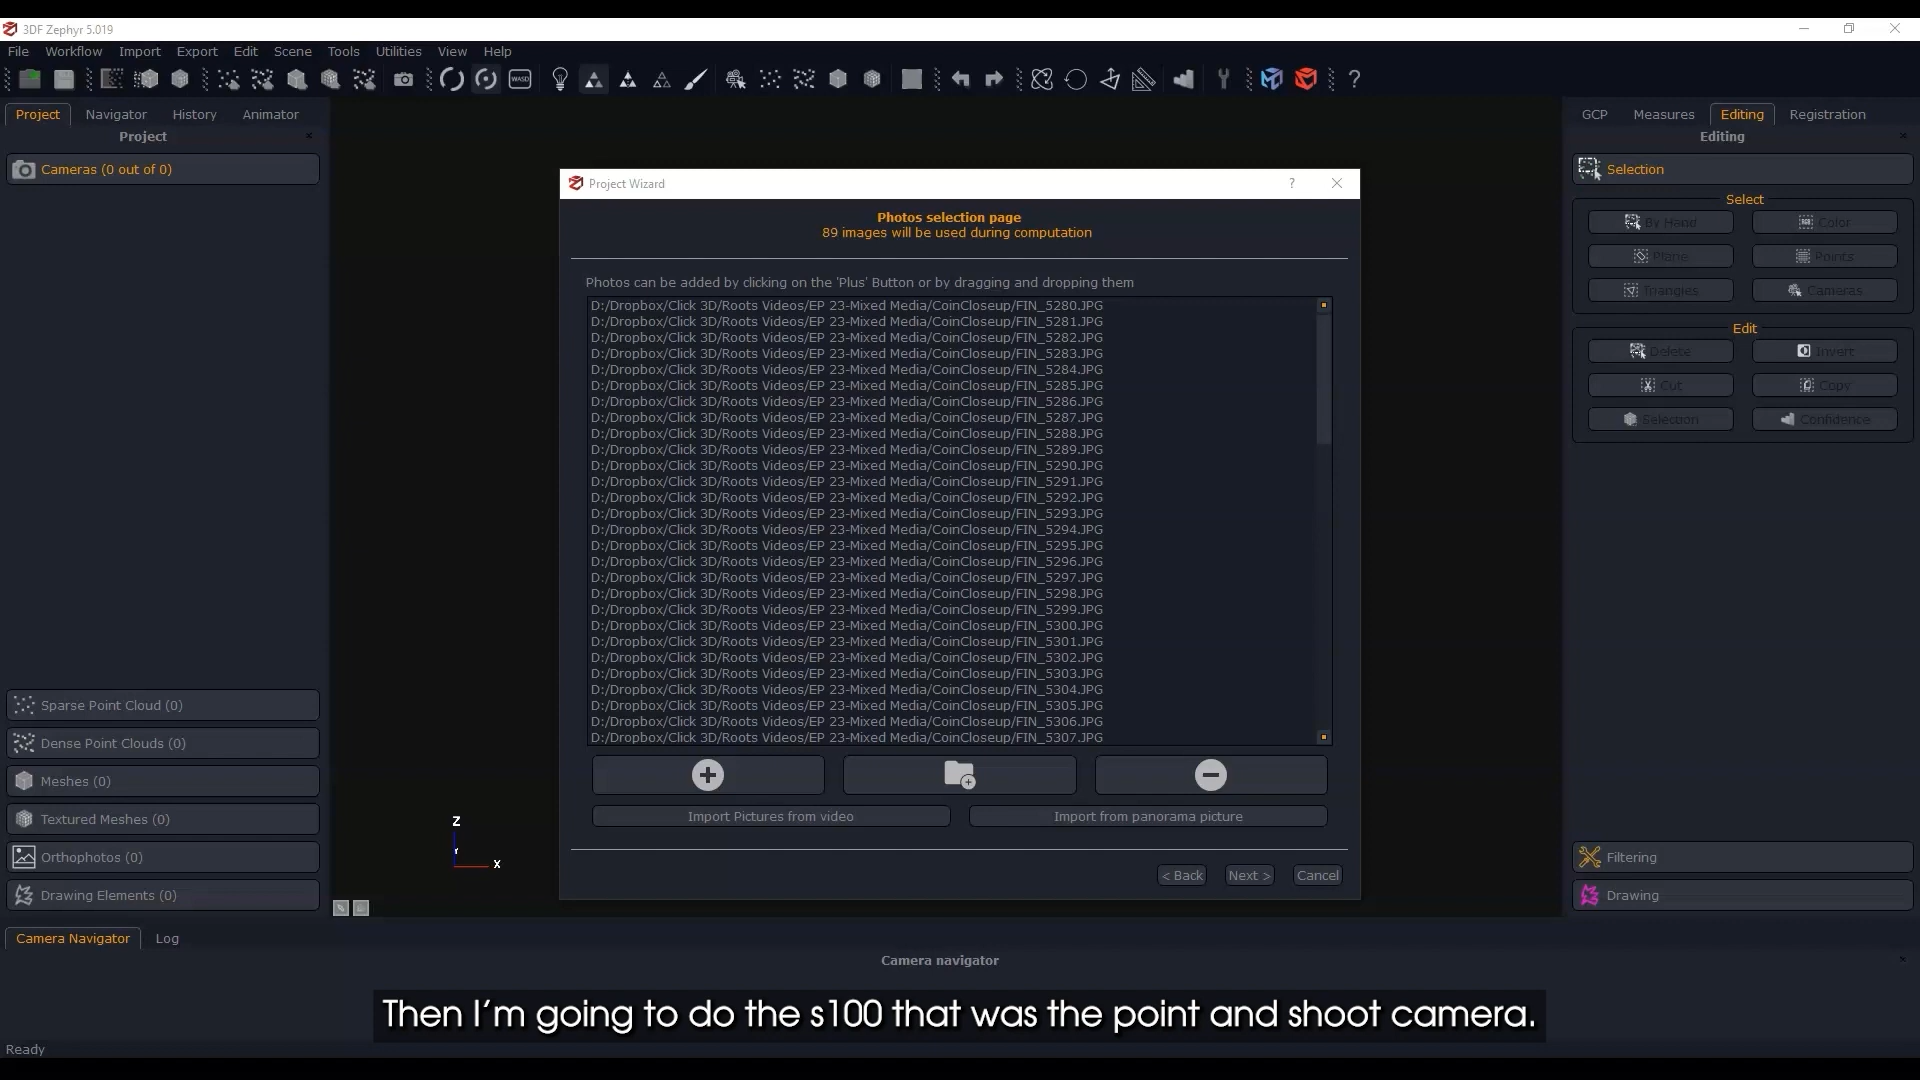 3DF Zephyr 5.019
File Workflow Import Export Edit Scene Tools Utilities View Help
WASD
Project Navigator History Animator
Project
Cameras (0 out of 0)
GCP Measures Editing Registration
Editing
Selection
Select
By Hand Color
Plane Points
Triangles Cameras
Edit
Delete Invert
Cut Copy
Selection Confidence
Project Wizard
Photos selection page
89 images will be used during computation
Photos can be added by clicking on the 'Plus' Button or by dragging and dropping them
D:/Dropbox/Click 3D/Roots Videos/EP 23-Mixed Media/CoinCloseup/FIN_5280.JPG
D:/Dropbox/Click 3D/Roots Videos/EP 23-Mixed Media/CoinCloseup/FIN_5281.JPG
D:/Dropbox/Click 3D/Roots Videos/EP 23-Mixed Media/CoinCloseup/FIN_5282.JPG
D:/Dropbox/Click 3D/Roots Videos/EP 23-Mixed Media/CoinCloseup/FIN_5283.JPG
D:/Dropbox/Click 3D/Roots Videos/EP 23-Mixed Media/CoinCloseup/FIN_5284.JPG
D:/Dropbox/Click 3D/Roots Videos/EP 23-Mixed Media/CoinCloseup/FIN_5285.JPG
D:/Dropbox/Click 3D/Roots Videos/EP 23-Mixed Media/CoinCloseup/FIN_5286.JPG
D:/Dropbox/Click 3D/Roots Videos/EP 23-Mixed Media/CoinCloseup/FIN_5287.JPG
D:/Dropbox/Click 3D/Roots Videos/EP 23-Mixed Media/CoinCloseup/FIN_5288.JPG
D:/Dropbox/Click 3D/Roots Videos/EP 23-Mixed Media/CoinCloseup/FIN_5289.JPG
D:/Dropbox/Click 3D/Roots Videos/EP 23-Mixed Media/CoinCloseup/FIN_5290.JPG
D:/Dropbox/Click 3D/Roots Videos/EP 23-Mixed Media/CoinCloseup/FIN_5291.JPG
D:/Dropbox/Click 3D/Roots Videos/EP 23-Mixed Media/CoinCloseup/FIN_5292.JPG
D:/Dropbox/Click 3D/Roots Videos/EP 23-Mixed Media/CoinCloseup/FIN_5293.JPG
D:/Dropbox/Click 3D/Roots Videos/EP 23-Mixed Media/CoinCloseup/FIN_5294.JPG
D:/Dropbox/Click 3D/Roots Videos/EP 23-Mixed Media/CoinCloseup/FIN_5295.JPG
D:/Dropbox/Click 3D/Roots Videos/EP 23-Mixed Media/CoinCloseup/FIN_5296.JPG
D:/Dropbox/Click 3D/Roots Videos/EP 23-Mixed Media/CoinCloseup/FIN_5297.JPG
D:/Dropbox/Click 3D/Roots Videos/EP 23-Mixed Media/CoinCloseup/FIN_5298.JPG
D:/Dropbox/Click 3D/Roots Videos/EP 23-Mixed Media/CoinCloseup/FIN_5299.JPG
D:/Dropbox/Click 3D/Roots Videos/EP 23-Mixed Media/CoinCloseup/FIN_5300.JPG
D:/Dropbox/Click 3D/Roots Videos/EP 23-Mixed Media/CoinCloseup/FIN_5301.JPG
D:/Dropbox/Click 3D/Roots Videos/EP 23-Mixed Media/CoinCloseup/FIN_5302.JPG
D:/Dropbox/Click 3D/Roots Videos/EP 23-Mixed Media/CoinCloseup/FIN_5303.JPG
D:/Dropbox/Click 3D/Roots Videos/EP 23-Mixed Media/CoinCloseup/FIN_5304.JPG
D:/Dropbox/Click 3D/Roots Videos/EP 23-Mixed Media/CoinCloseup/FIN_5305.JPG
D:/Dropbox/Click 3D/Roots Videos/EP 23-Mixed Media/CoinCloseup/FIN_5306.JPG
D:/Dropbox/Click 3D/Roots Videos/EP 23-Mixed Media/CoinCloseup/FIN_5307.JPG
Import Pictures from video Import from panorama picture
< Back Next > Cancel
Sparse Point Cloud (0)
Dense Point Clouds (0)
Meshes (0)
Textured Meshes (0)
Orthophotos (0)
Drawing Elements (0)
Z
Y
X
Filtering
Drawing
Camera Navigator Log
Camera navigator
Then I'm going to do the s100 that was the point and shoot camera.
Ready